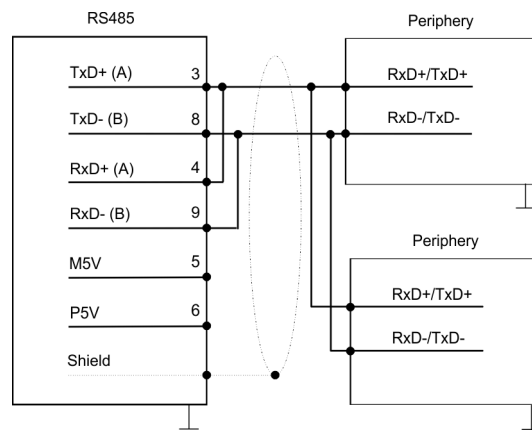 RS485
Periphery
TxD+ (A) 3
RxD+/TxD+
TxD- (B) 8
RxD-/TxD-
RxD+ (A) 4
RxD- (B) 9
Periphery
M5V 5
RxD+/TxD+
P5V 6
RxD-/TxD-
Shield